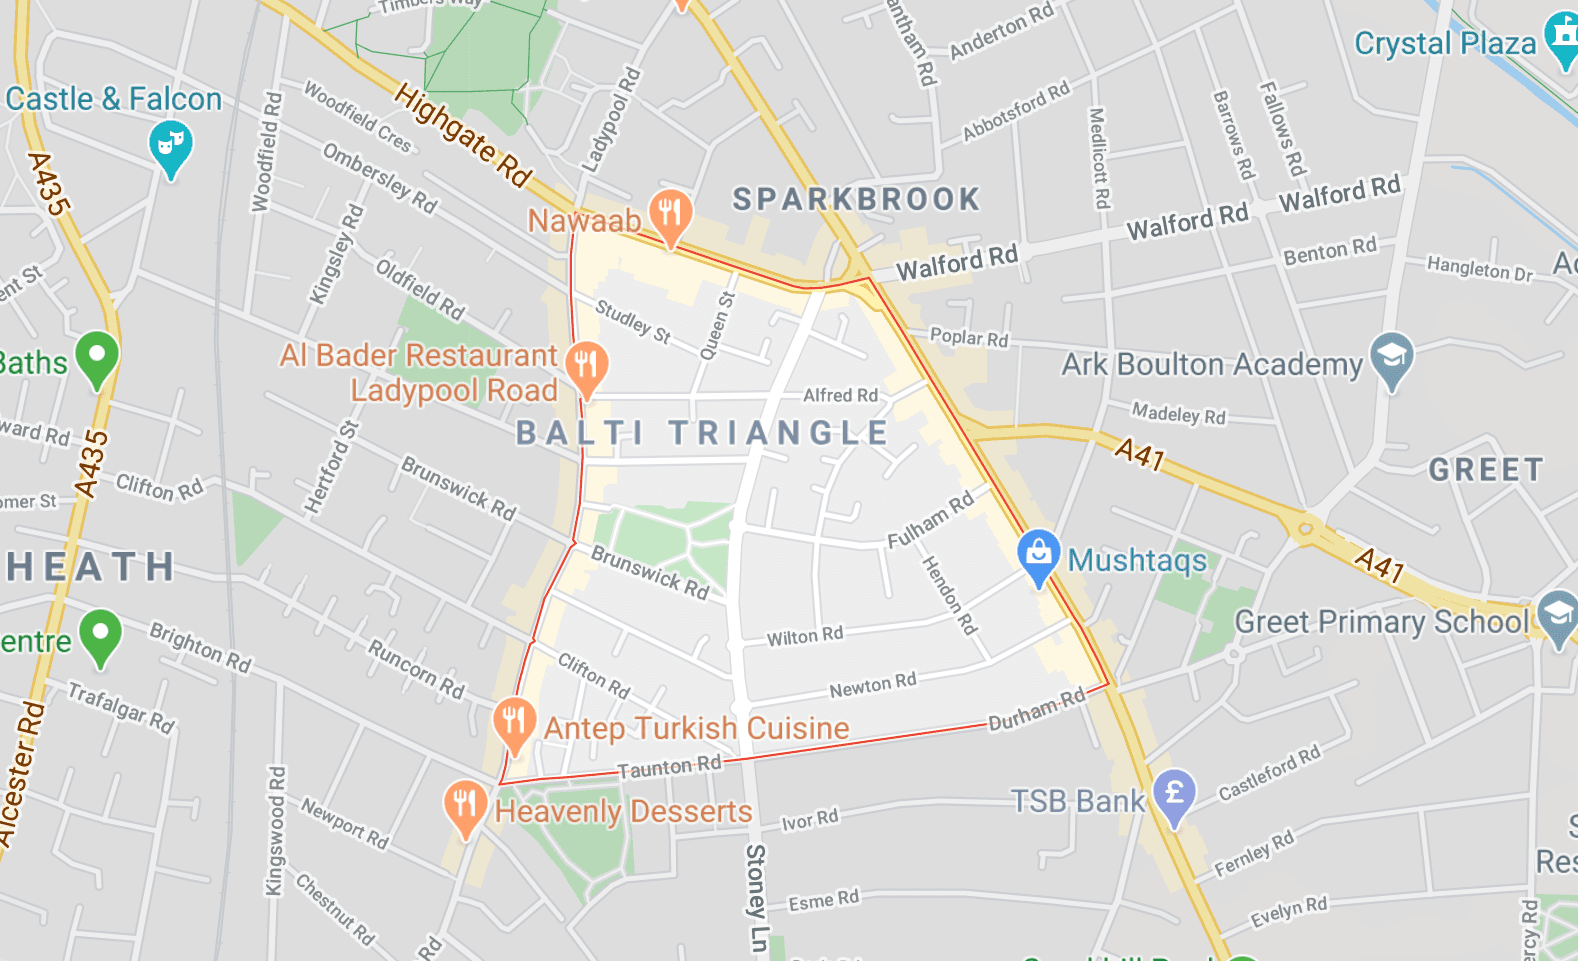 Timbers Way
antham Rd
Anderton Rd
Crystal Plaza
Castle & Falcon
Highgate Rd
Woodfield Cres
Woodfield Rd
Ladypool Rd
Abbotsford Rd
Medlicott Rd
Barrows Rd
Fallows Rd
A435
Ombersley Rd
SPARKBROOK
Walford Rd
Walford Rd
Nawaab
Kingsley Rd
Walford Rd
Benton Rd
Hangleton Dr
Ac
ent St
Oldfield Rd
Studley St
Queen St
Poplar Rd
Baths
Al Bader Restaurant
Ladypool Road
Ark Boulton Academy
Alfred Rd
Madeley Rd
ward Rd
BALTI TRIANGLE
A41
GREET
A435
Clifton Rd
Hertford St
Brunswick Rd
omer St
Fulham Rd
HEATH
Brunswick Rd
Hendon Rd
Mushtaqs
A41
entre
Brighton Rd
Wilton Rd
Greet Primary School
Runcorn Rd
Clifton Rd
Newton Rd
Trafalgar Rd
Durham Rd
Antep Turkish Cuisine
Alcester Rd
Taunton Rd
Castleford Rd
Kingswood Rd
Newport Rd
Heavenly Desserts
Ivor Rd
TSB Bank
S
Res
Fernley Rd
Chestnut Rd
Stoney Ln
Esme Rd
Evelyn Rd
ercy Rd
Rd